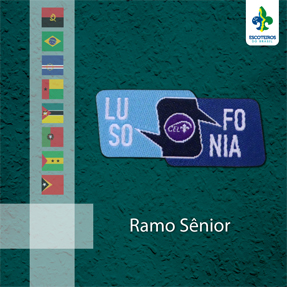 ESCOTEIROS
DO BRASIL
LU
SO
CEL
FO
NIA
Ramo Sênior